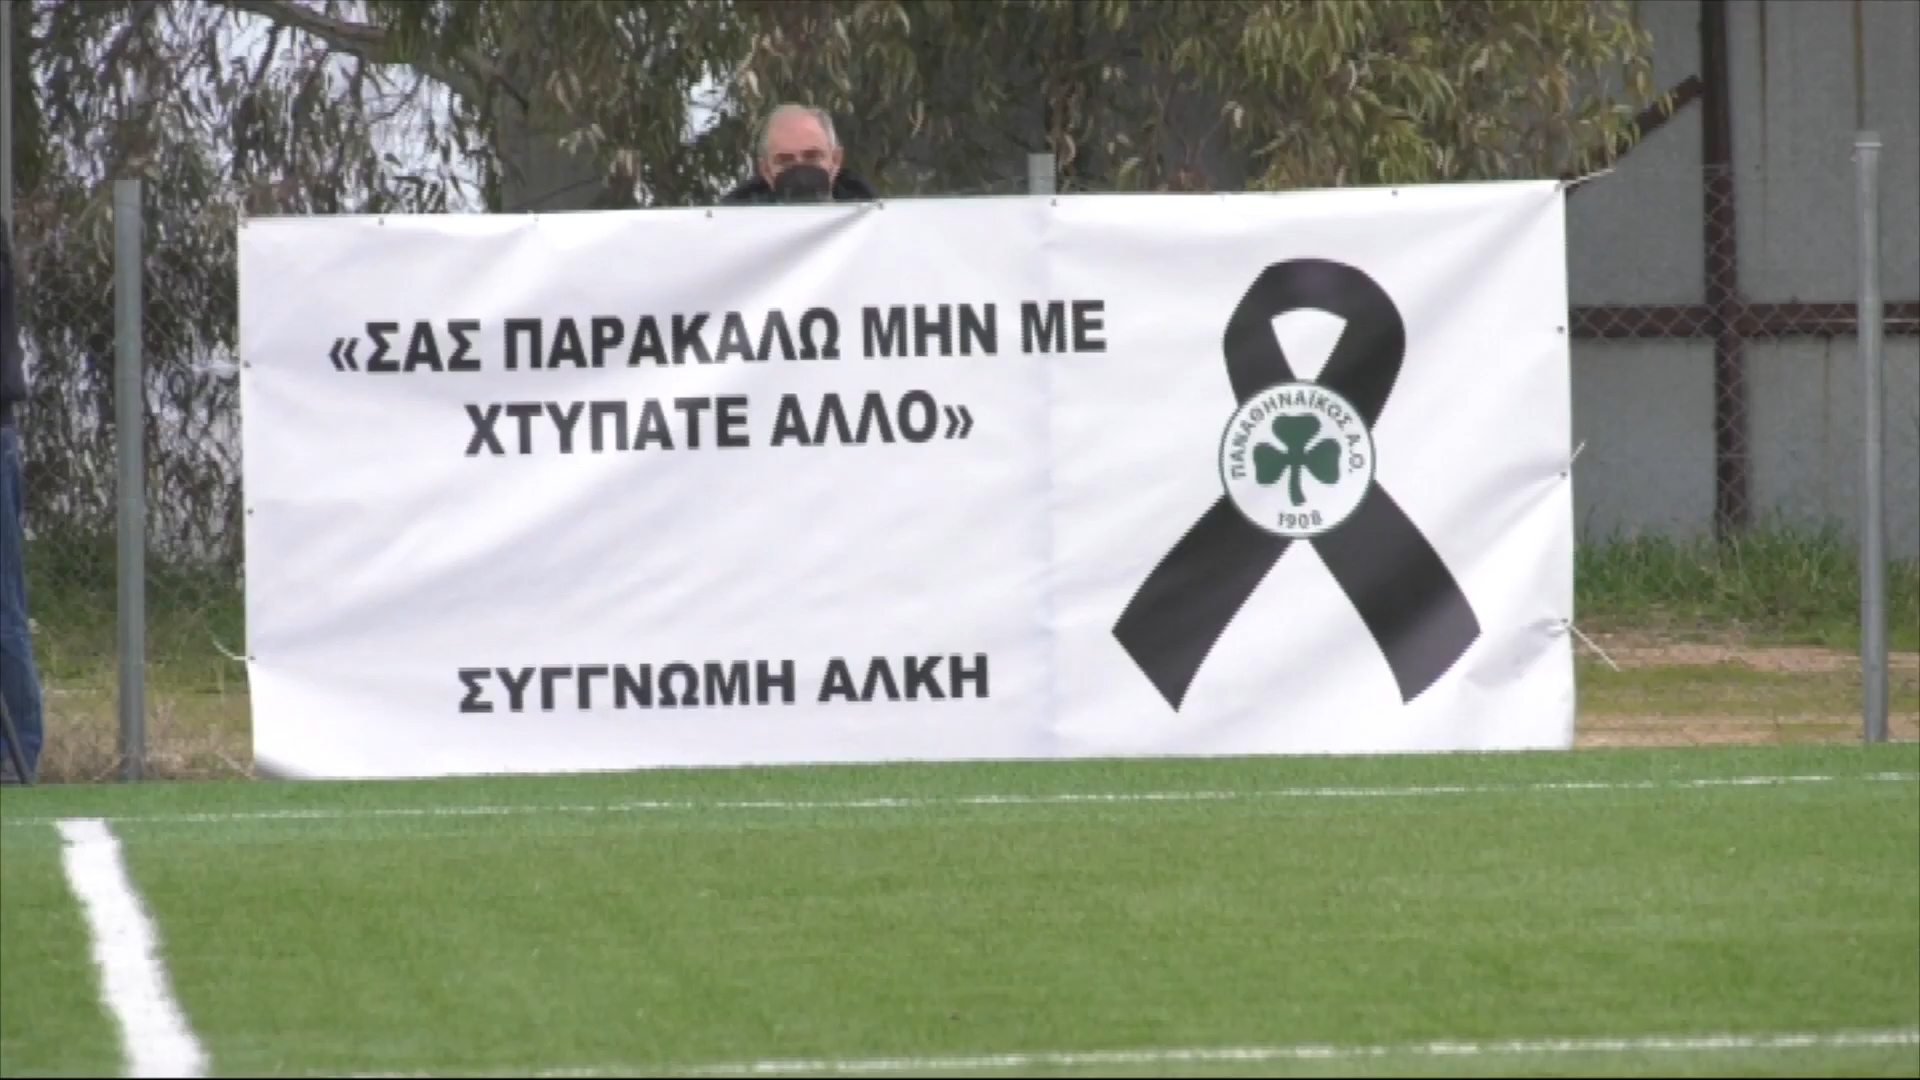 «ΣΑΣ ΠΑΡΑΚΑΛΩ ΜΗΝ ΜΕ
ΧΤΥΠΑΤΕ ΑΛΛΟ»
ΣΥΓΓΝΩΜΗ ΑΛΚΗ
ΠΑΝΑΘΗΝΑΪΚΟΣ Α.Ο.
1908